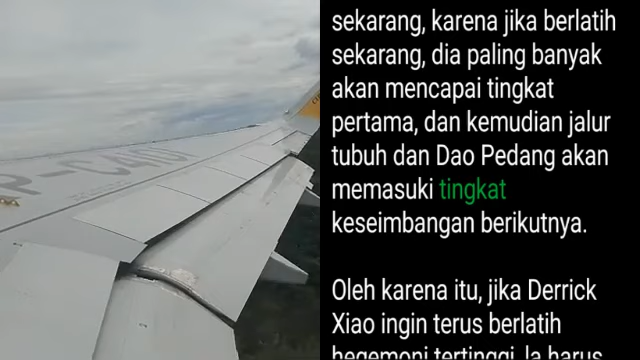 sekarang, karena jika berlatih
sekarang, dia paling banyak
akan mencapai tingkat
pertama, dan kemudian jalur
tubuh dan Dao Pedang akan
memasuki tingkat
keseimbangan berikutnya.
Oleh karena itu, jika Derrick
Xiao ingin terus berlatih
hegemoni tertinggi, Ia harus